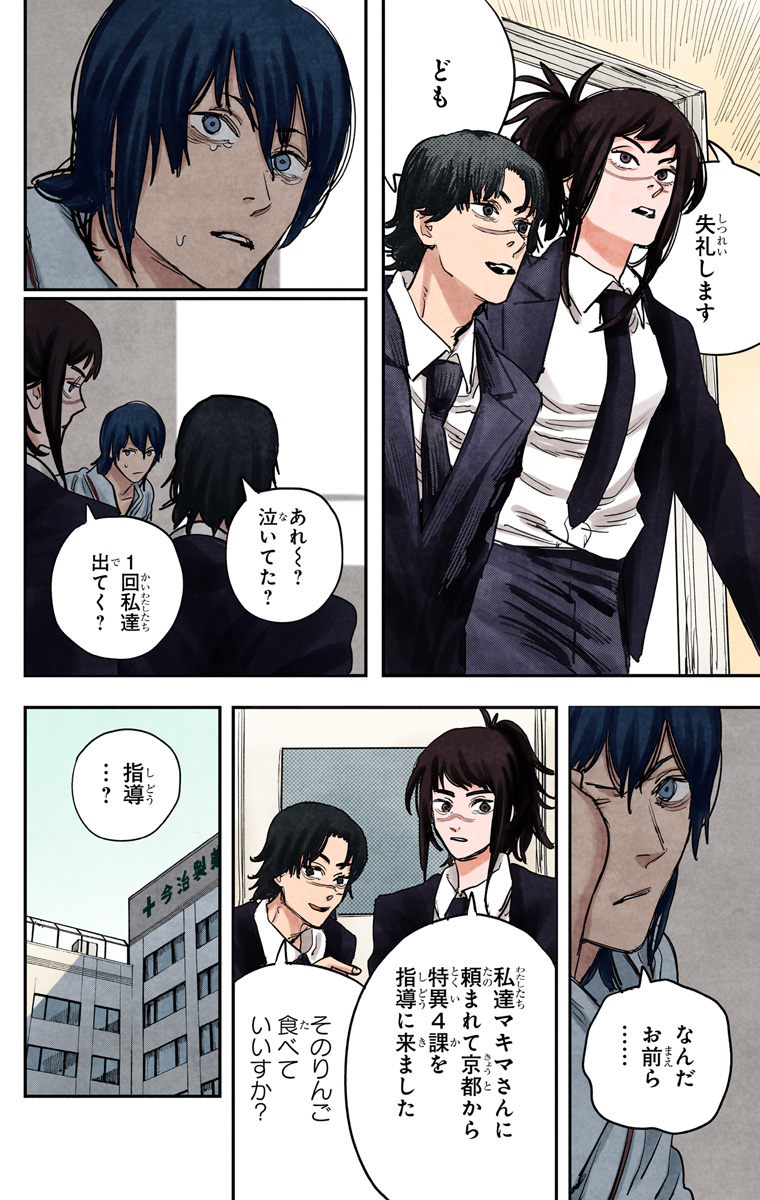 失礼します
ども
あれ〜?
泣いてた?
1回私達
出てく?
なんだ
お前ら
……
私達マキマさんに
頼まれて京都から
特異4課を
指導に来ました
そのりんご
食べて
いいすか?
指導
…?